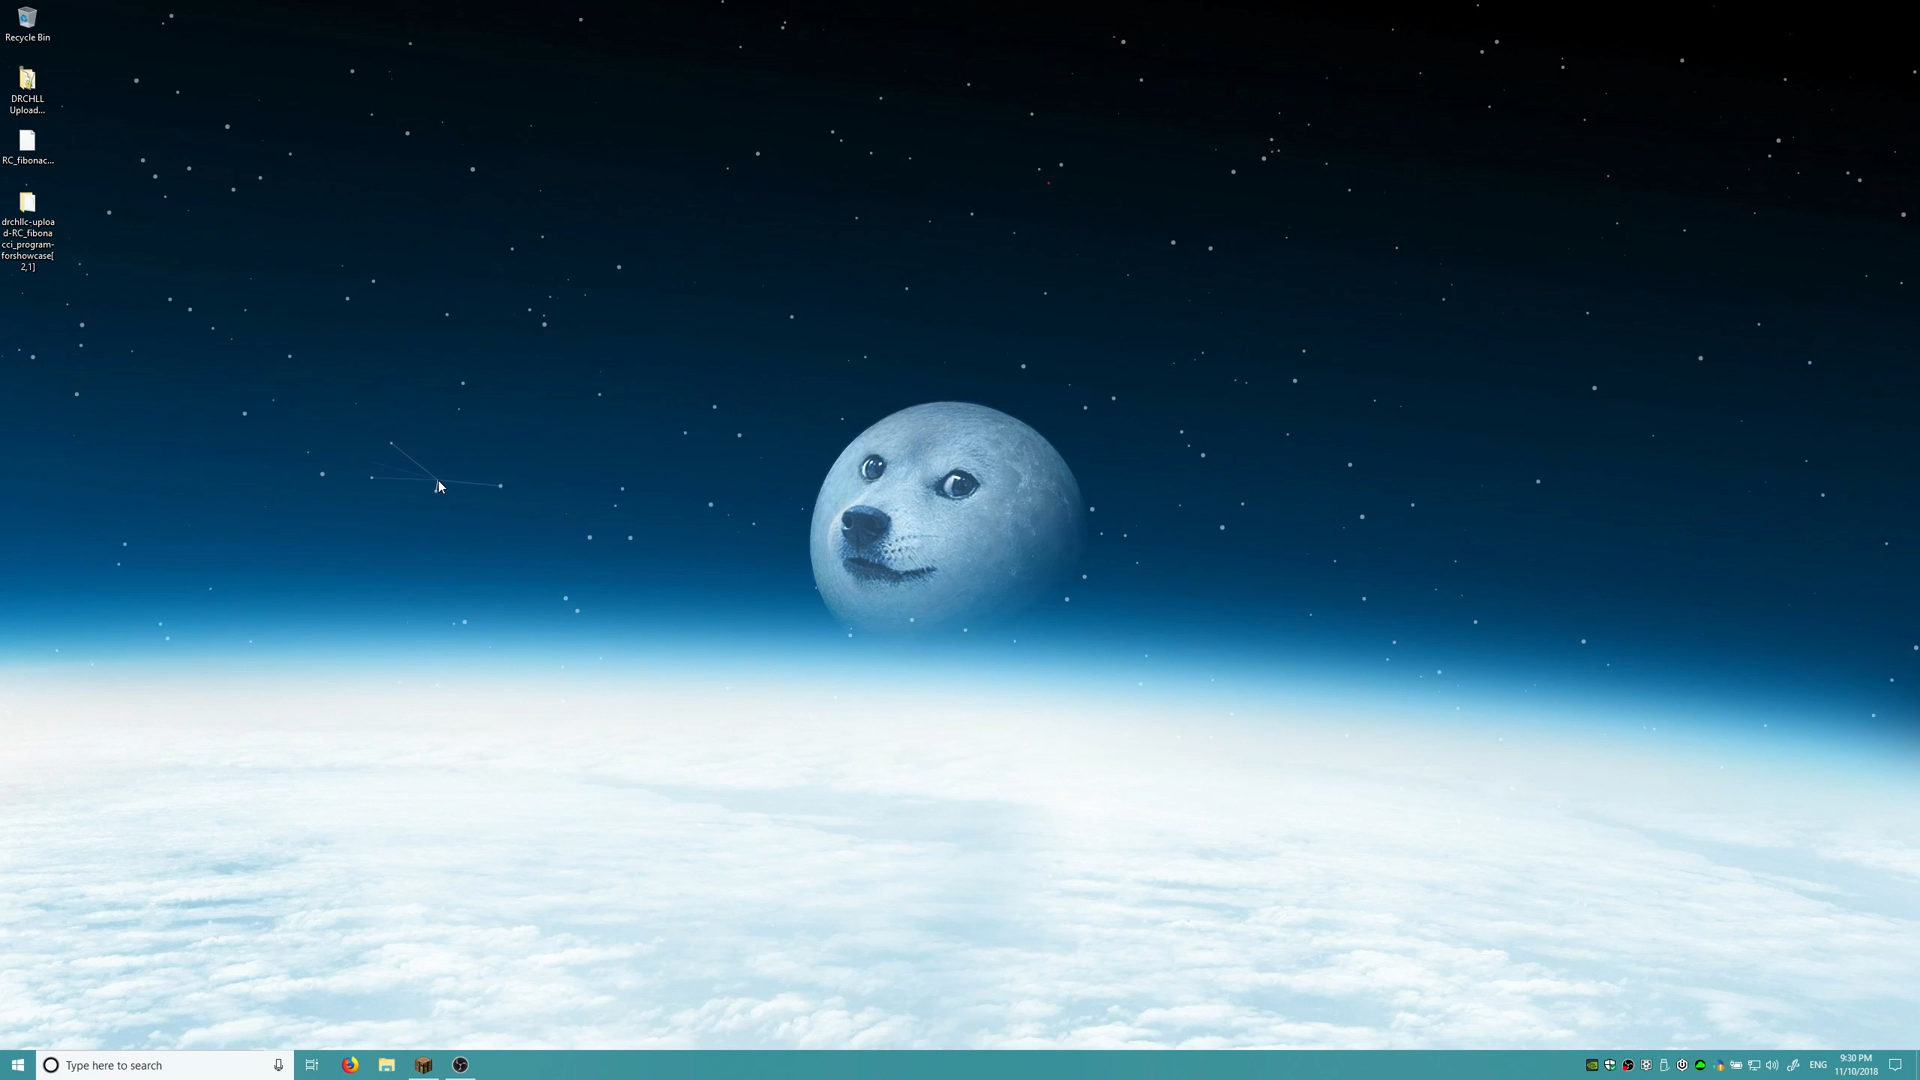 Recycle Bin
DRCHLL
Upload...
RC_fibonac...
drchllc-uploa
d-RC_fibona
cci_program-
forshowcase[
2,1]
Type here to search
ENG
9:30 PM
11/10/2018